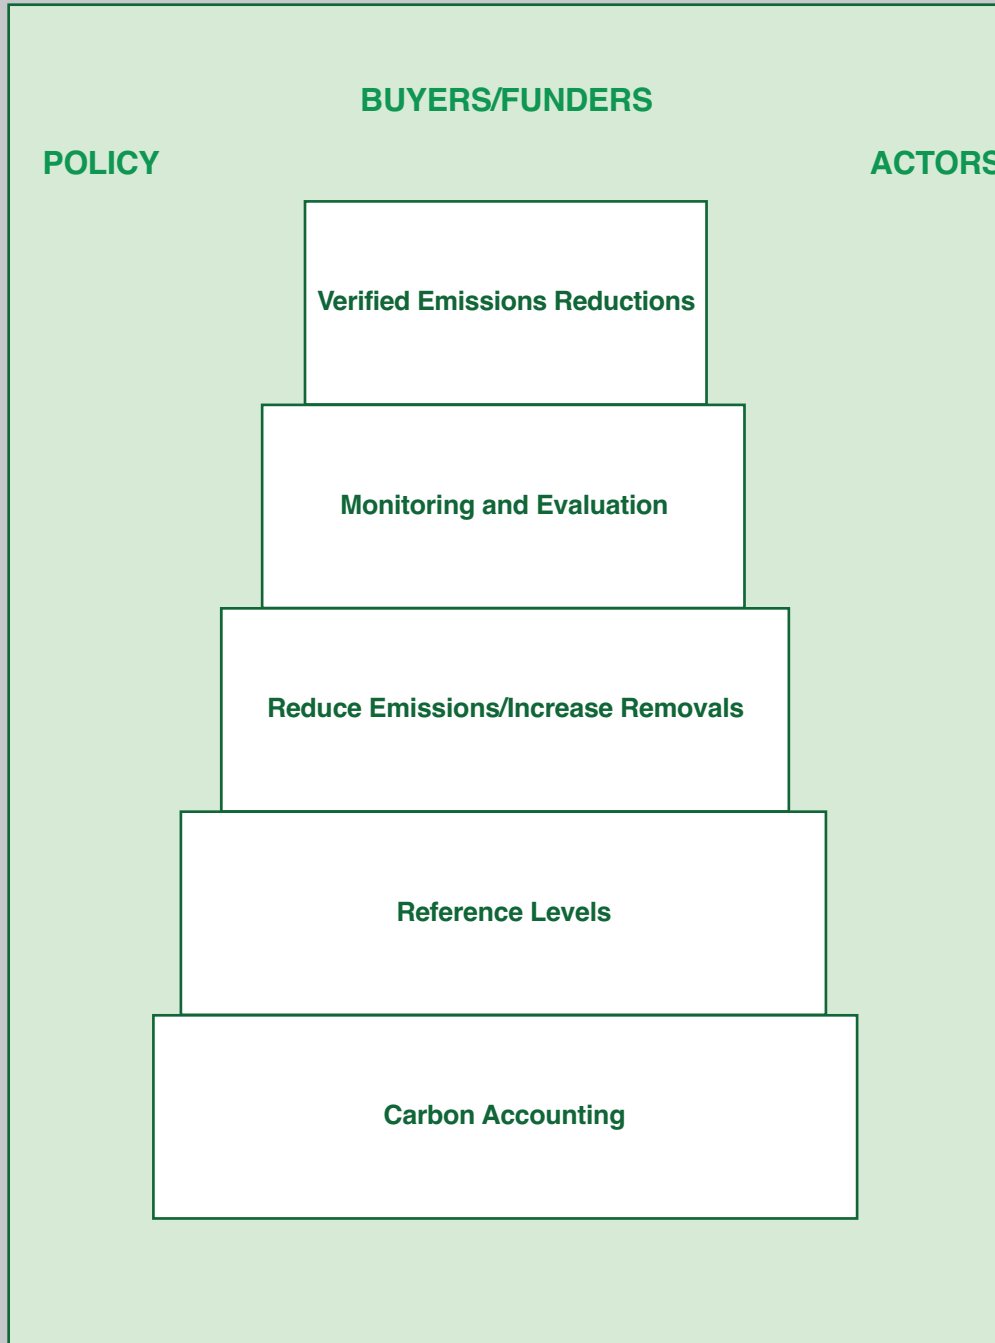 BUYERS/FUNDERS
POLICY
ACTORS
Verified Emissions Reductions
Monitoring and Evaluation
Reduce Emissions/Increase Removals
Reference Levels
Carbon Accounting